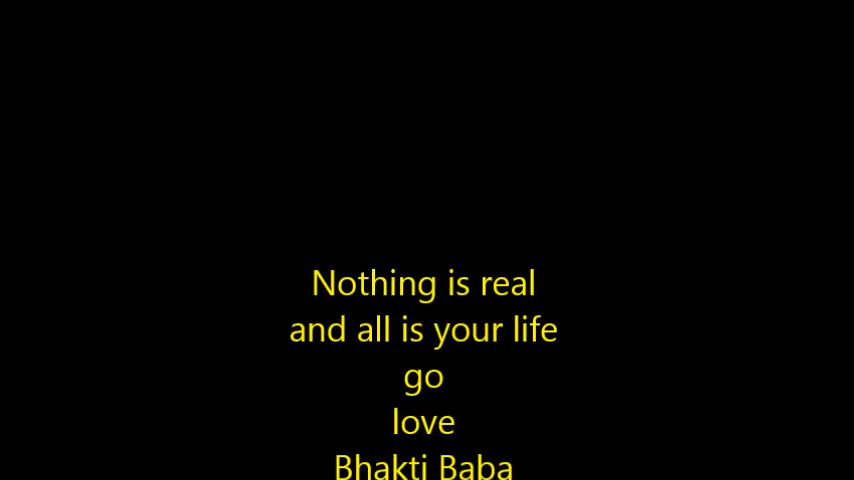 Nothing is real
and all is your life
go
love
Bhakti Baba